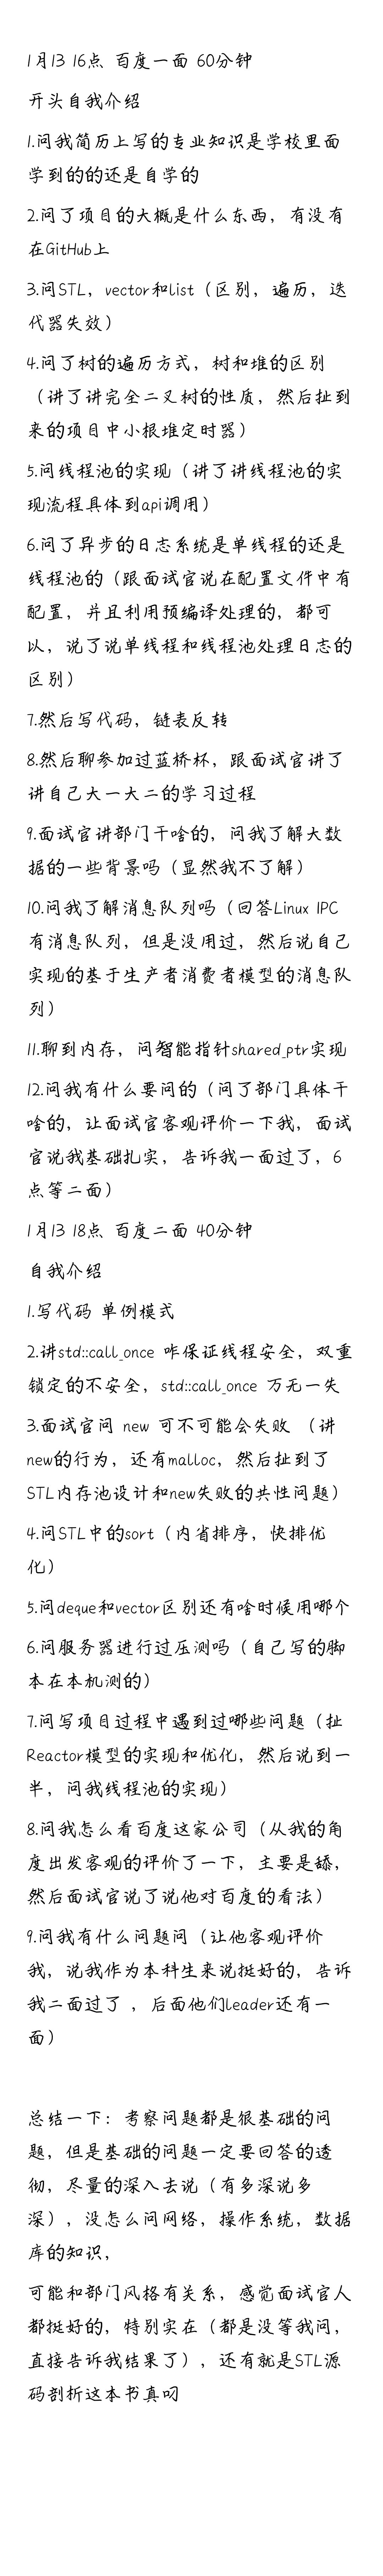 1月13 16点 百度一面 60分钟
开头自我介绍
1.问我简历上写的专业知识是学校里面
学到的的还是自学的
2.问了项目的大概是什么东西，有没有
在GitHub上
3.问STL，vector和list（区别，遍历，迭
代器失效）
4.问了树的遍历方式，树和堆的区别
（讲了讲完全二叉树的性质，然后扯到
来的项目中小根堆定时器）
5.问线程池的实现（讲了讲线程池的实
现流程具体到api调用）
6.问了异步的日志系统是单线程的还是
线程池的（跟面试官说在配置文件中有
配置，并且利用预编译处理的，都可
以，说了说单线程和线程池处理日志的
区别）
7.然后写代码，链表反转
8.然后聊参加过蓝桥杯，跟面试官讲了
讲自己大一大二的学习过程
9.面试官讲部门干啥的，问我了解大数
据的一些背景吗（显然我不了解）
10.问我了解消息队列吗（回答Linux IPC
有消息队列，但是没用过，然后说自己
实现的基于生产者消费者模型的消息队
列）
11.聊到内存，问智能指针shared_ptr实现
12.问我有什么要问的（问了部门具体干
啥的，让面试官客观评价一下我，面试
官说我基础扎实，告诉我一面过了，6
点等二面）
1月13 18点 百度二面 40分钟
自我介绍
1.写代码 单例模式
2.讲std::call_once 咋保证线程安全，双重
锁定的不安全，std::call_once 万无一失
3.面试官问 new 可不可能会失败 （讲
new的行为，还有malloc，然后扯到了
STL内存池设计和new失败的共性问题）
4.问STL中的sort（内省排序，快排优
化）
5.问deque和vector区别还有啥时候用哪个
6.问服务器进行过压测吗（自己写的脚
本在本机测的）
7.问写项目过程中遇到过哪些问题（扯
Reactor模型的实现和优化，然后说到一
半，问我线程池的实现）
8.问我怎么看百度这家公司（从我的角
度出发客观的评价了一下，主要是舔，
然后面试官说了说他对百度的看法）
9.问我有什么问题问（让他客观评价
我，说我作为本科生来说挺好的，告诉
我二面过了 ，后面他们leader还有一
面）
总结一下：考察问题都是很基础的问
题，但是基础的问题一定要回答的透
彻，尽量的深入去说（有多深说多
深），没怎么问网络，操作系统，数据
库的知识，
可能和部门风格有关系，感觉面试官人
都挺好的，特别实在（都是没等我问，
直接告诉我结果了），还有就是STL源
码剖析这本书真叼